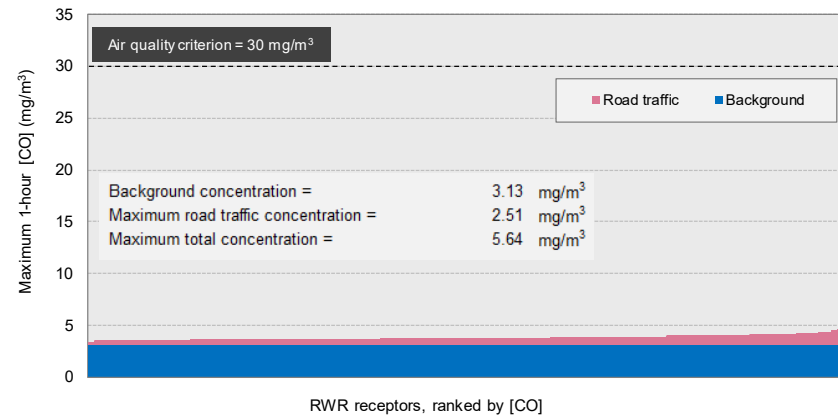 35
Air quality criterion = 30 mg/m³
30
Road traffic Background
25
20
Background concentration = 3.13 mg/m³
Maximum road traffic concentration = 2.51 mg/m³
15
Maximum total concentration = 5.64 mg/m³
10
5
0
Maximum 1-hour [CO] (mg/m³)
RWR receptors, ranked by [CO]